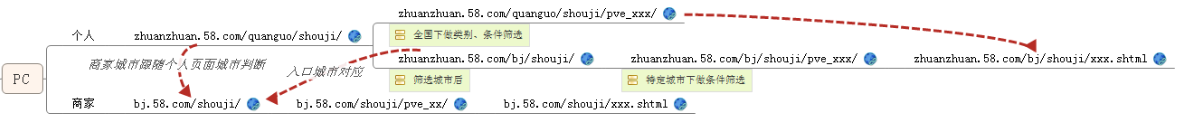 zhuanzhuan.58.com/quanguo/shouji/pve_xxx/
个人
zhuanzhuan.58.com/quanguo/shouji/
全国下做类别、条件筛选
商家城市跟随个人页面城市判断
入口城市对应
zhuanzhuan.58.com/bj/shouji/
zhuanzhuan.58.com/bj/shouji/pve_xxx/
zhuanzhuan.58.com/bj/shouji/xxx.shtml
PC
筛选城市后
特定城市下做条件筛选
商家
bj.58.com/shouji/
bj.58.com/shouji/pve_xx/
bj.58.com/shouji/xxx.shtml